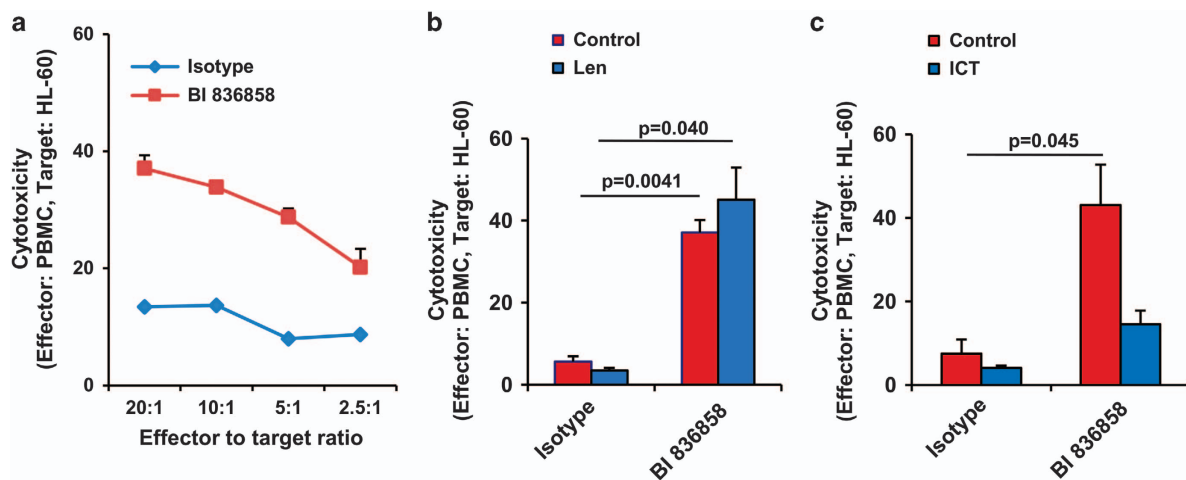 a
60
40
20
0
Cytotoxicity
(Effector: PBMC, Target: HL-60)
Isotype
BI 836858
20:1 10:1 5:1 2.5:1
Effector to target ratio
b
Control
Len
60
40
20
0
Cytotoxicity
(Effector: PBMC, Target: HL-60)
p=0.040
p=0.0041
Isotype
BI 836858
c
Control
ICT
60
40
20
0
Cytotoxicity
(Effector: PBMC, Target: HL-60)
p=0.045
Isotype
BI 836858